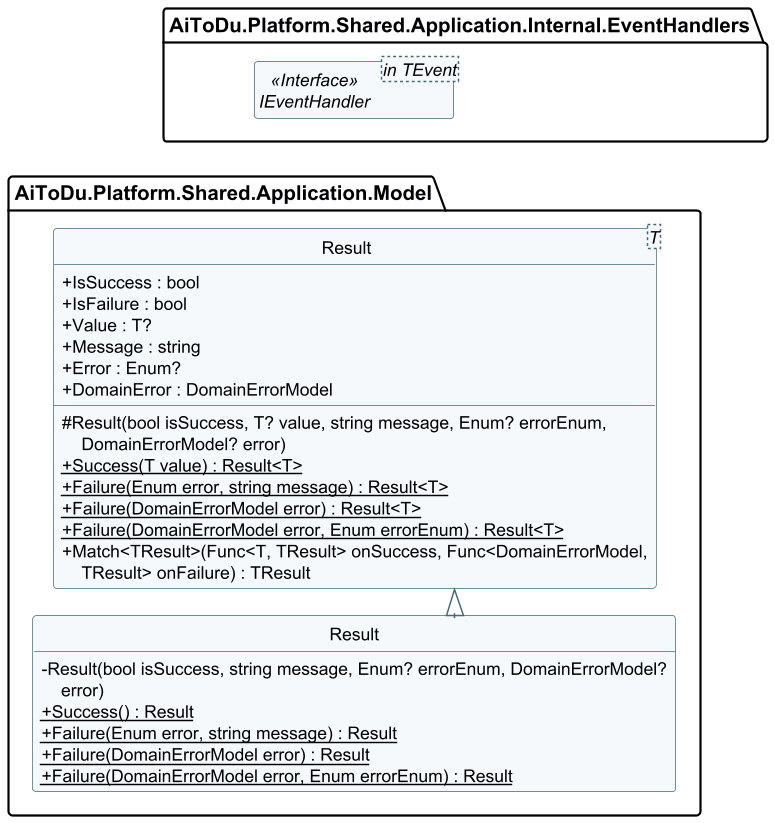 AiToDu.Platform.Shared.Application.Internal.EventHandlers
in TEvent
«Interface»
IEventHandler
AiToDu.Platform.Shared.Application.Model
T
Result
+IsSuccess : bool
+IsFailure : bool
+Value : T?
+Message : string
+Error : Enum?
+DomainError : DomainErrorModel
#Result(bool isSuccess, T? value, string message, Enum? errorEnum,
DomainErrorModel? error)
+Success(T value) : Result<T>
+Failure(Enum error, string message) : Result<T>
+Failure(DomainErrorModel error) : Result<T>
+Failure(DomainErrorModel error, Enum errorEnum) : Result<T>
+Match<TResult>(Func<T, TResult> onSuccess, Func<DomainErrorModel,
TResult> onFailure) : TResult
Result
-Result(bool isSuccess, string message, Enum? errorEnum, DomainErrorModel?
error)
+Success() : Result
+Failure(Enum error, string message) : Result
+Failure(DomainErrorModel error) : Result
+Failure(DomainErrorModel error, Enum errorEnum) : Result